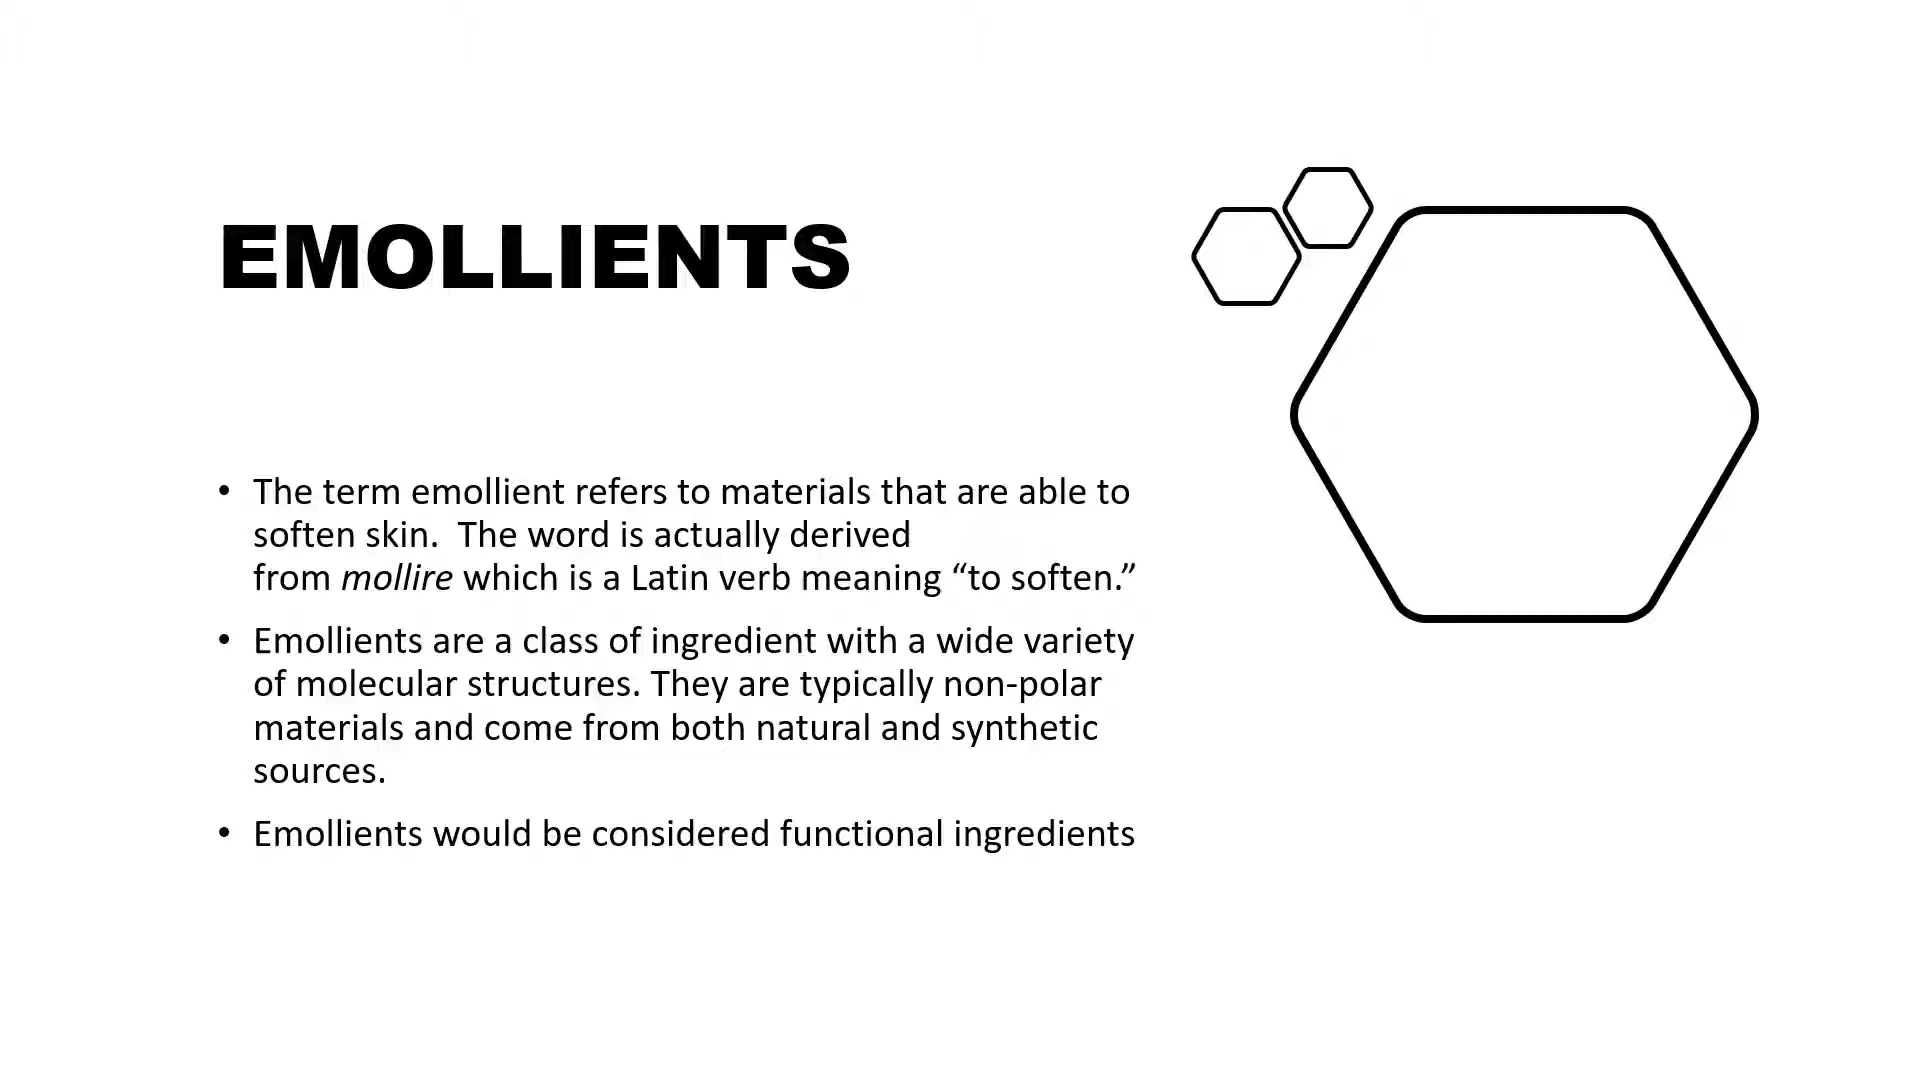 EMOLLIENTS
• The term emollient refers to materials that are able to
soften skin.  The word is actually derived
from mollire which is a Latin verb meaning “to soften.”
• Emollients are a class of ingredient with a wide variety
of molecular structures. They are typically non-polar
materials and come from both natural and synthetic
sources.
• Emollients would be considered functional ingredients